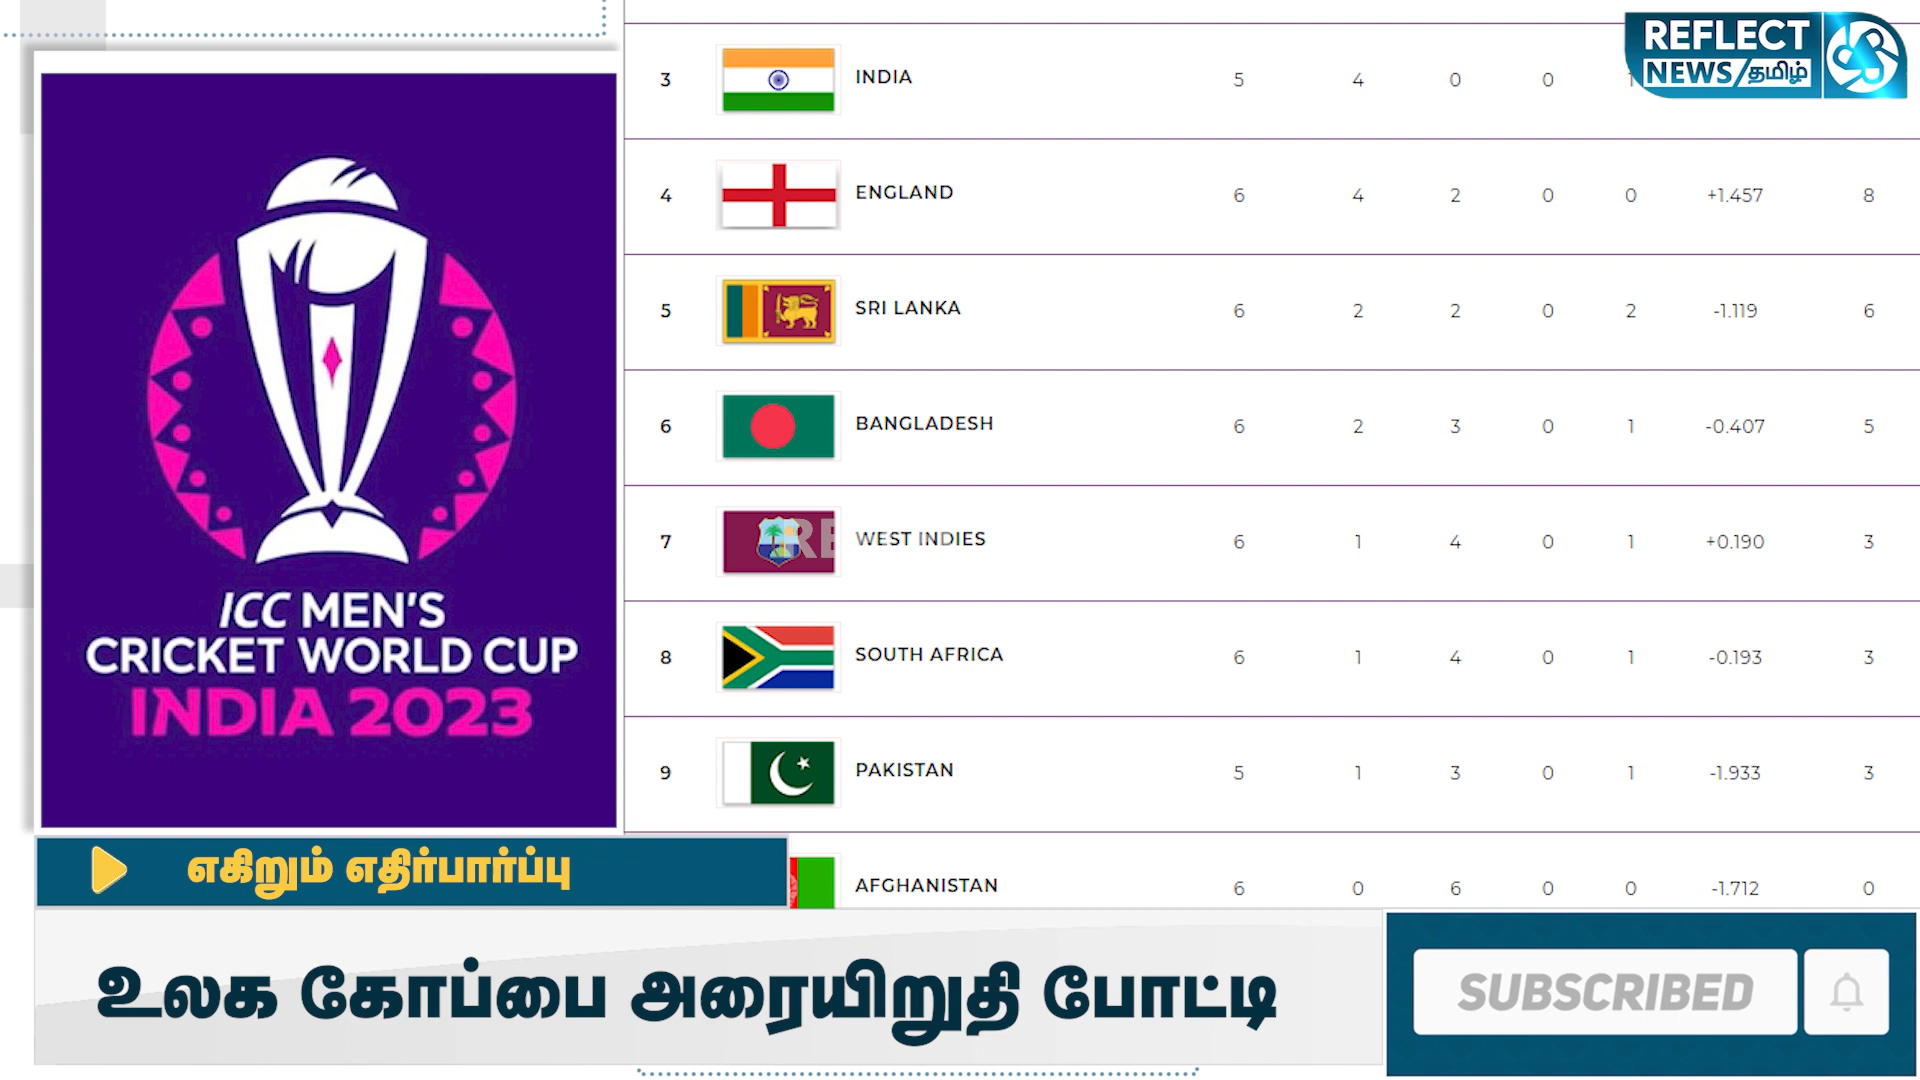 REFLECT
NEWS/தமிழ்
3 INDIA 5 4 0 0 1
4 ENGLAND 6 4 2 0 0 +1.457 8
5 SRI LANKA 6 2 2 0 2 -1.119 6
6 BANGLADESH 6 2 3 0 1 -0.407 5
7 WEST INDIES 6 1 4 0 1 +0.190 3
8 SOUTH AFRICA 6 1 4 0 1 -0.193 3
9 PAKISTAN 5 1 3 0 1 -1.933 3
AFGHANISTAN 6 0 6 0 0 -1.712 0
ICC MEN'S
CRICKET WORLD CUP
INDIA 2023
எகிறும் எதிர்பார்ப்பு
உலக கோப்பை அரையிறுதி போட்டி
SUBSCRIBED